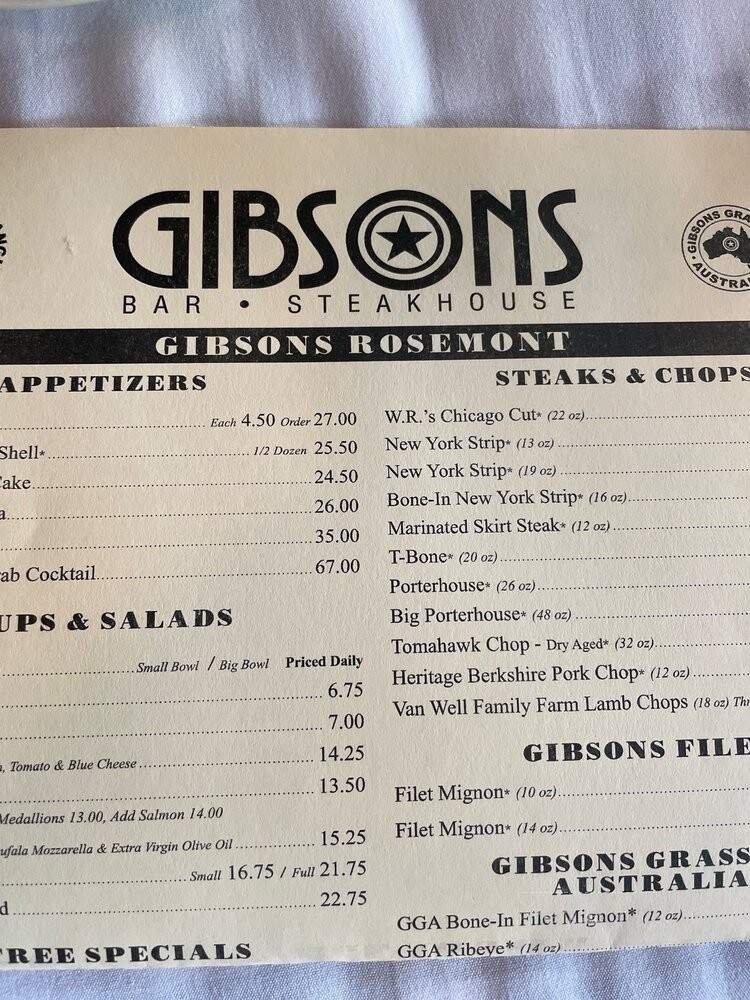 GIBSONS
BAR • STEAKHOUSE
GIBSONS GRA
AUSTRA
GIBSONS ROSEMONT
APPETIZERS
Each 4.50 Order 27.00
Shell* 1/2 Dozen 25.50
Cake 24.50
a 26.00
35.00
ab Cocktail 67.00
UPS & SALADS
Small Bowl / Big Bowl Priced Daily
6.75
7.00
, Tomato & Blue Cheese 14.25
13.50
Medallions 13.00, Add Salmon 14.00
ufala Mozzarella & Extra Virgin Olive Oil 15.25
Small 16.75 / Full 21.75
d 22.75
TREE SPECIALS
STEAKS & CHOPS
W.R.'s Chicago Cut* (22 oz)
New York Strip* (13 oz)
New York Strip* (19 oz)
Bone-In New York Strip* (16 oz)
Marinated Skirt Steak* (12 oz)
T-Bone* (20 oz)
Porterhouse* (26 oz)
Big Porterhouse* (48 oz)
Tomahawk Chop - Dry Aged* (32 oz)
Heritage Berkshire Pork Chop* (12 oz)
Van Well Family Farm Lamb Chops (18 oz) Thr
GIBSONS FILE
Filet Mignon* (10 oz)
Filet Mignon* (14 oz)
GIBSONS GRASS
AUSTRALIA
GGA Bone-In Filet Mignon* (12 oz)
GGA Ribeye* (14 oz)